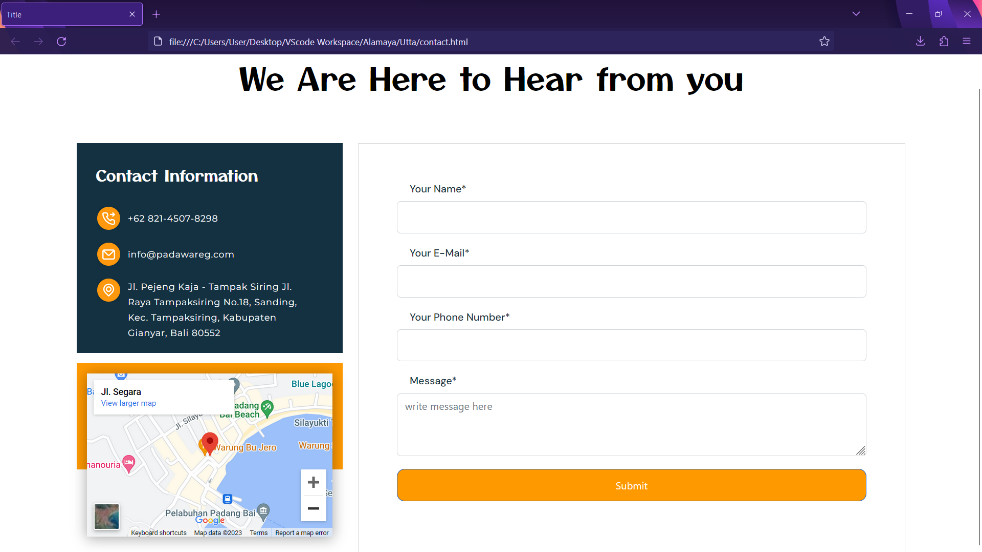 Title
file:///C:/Users/User/Desktop/VScode Workspace/Alamaya/Utta/contact.html
We Are Here to Hear from you
Contact Information
+62 821-4507-8298
info@padawareg.com
Jl. Pejeng Kaja - Tampak Siring Jl.
Raya Tampaksiring No.18, Sanding,
Kec. Tampaksiring, Kabupaten
Gianyar, Bali 80552
Jl. Segara
View larger map
Blue Lagoo
adang
Bai Beach
Jl. Silayu
Silayukti T
Warung Bu Jero
Warung
anouria
Pelabuhan Padang Bai
Google
Keyboard shortcuts
Map data ©2023
Terms
Report a map error
Your Name*
Your E-Mail*
Your Phone Number*
Message*
write message here
Submit